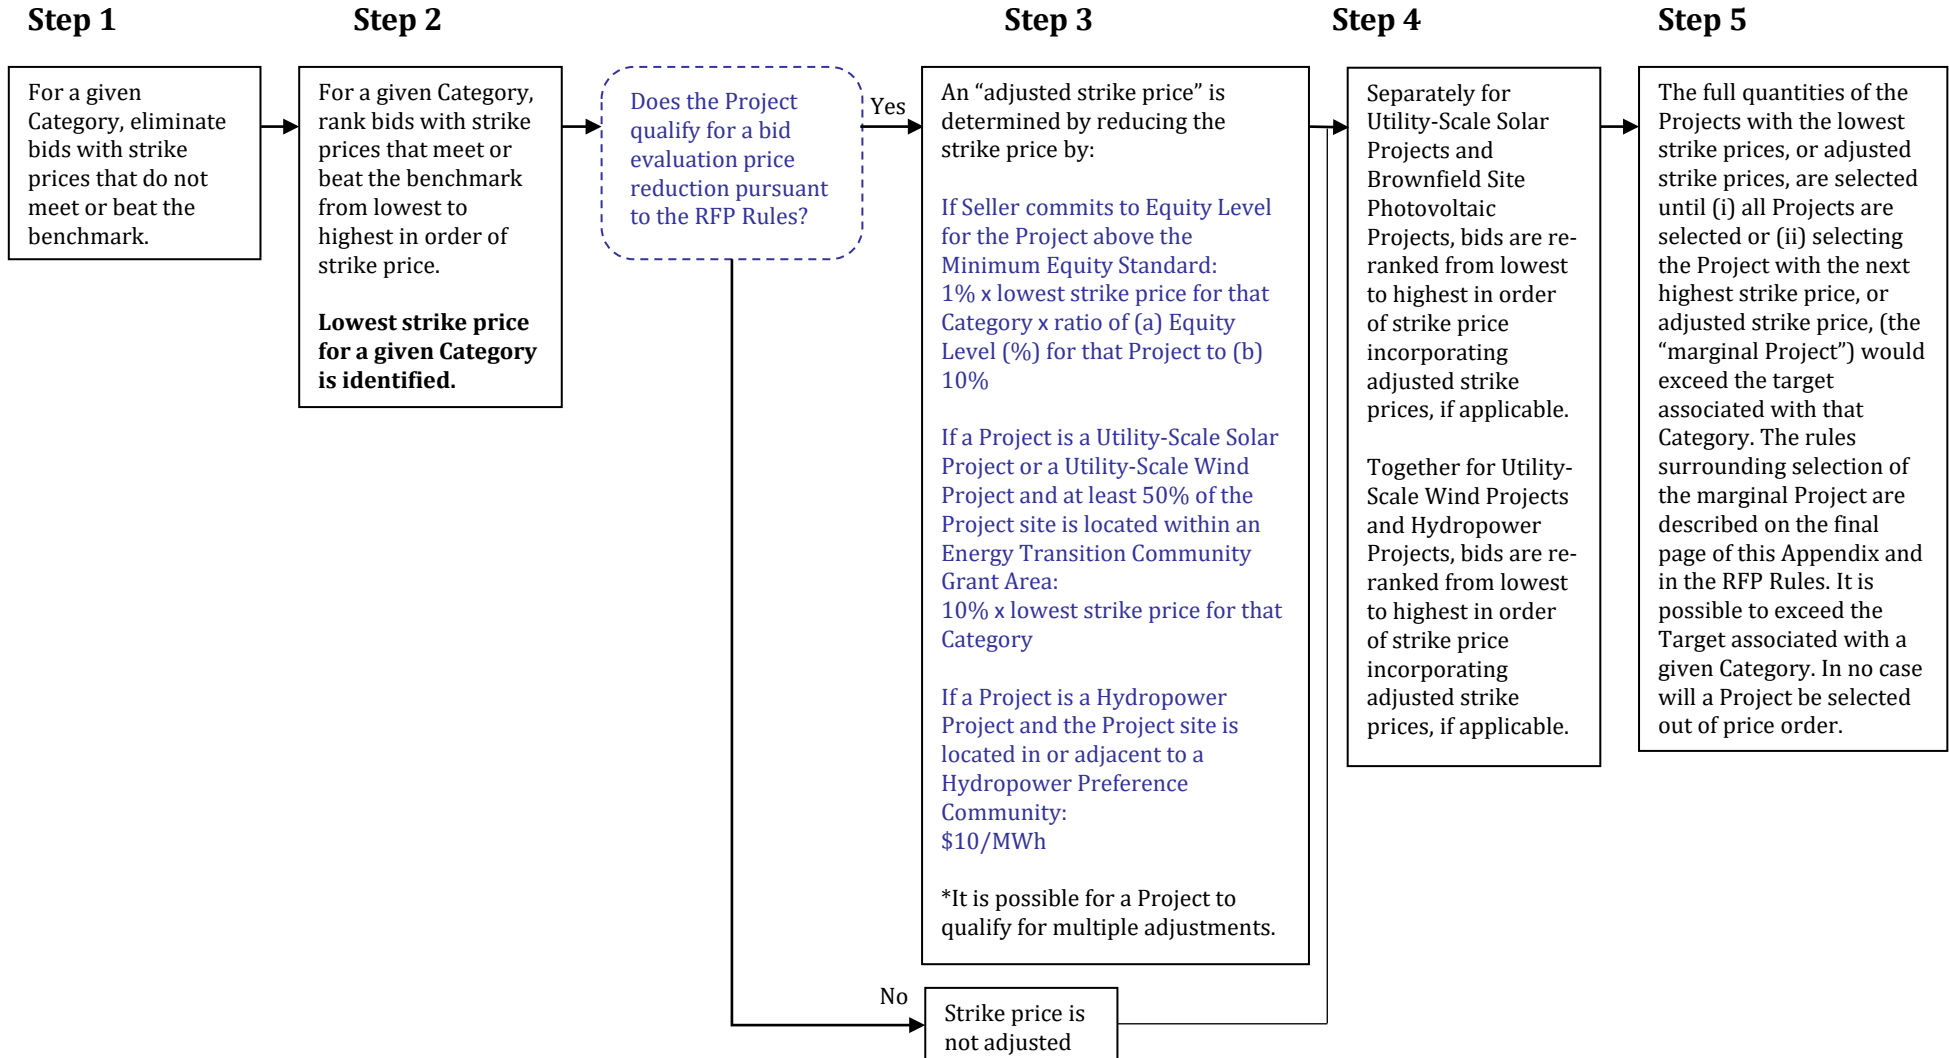 Step 1
Step 2
Step 3
Step 4
Step 5
For a given
Category, eliminate
bids with strike
prices that do not
meet or beat the
benchmark.
For a given Category,
rank bids with strike
prices that meet or
beat the benchmark
from lowest to
highest in order of
strike price.
Lowest strike price
for a given Category
is identified.
Does the Project
qualify for a bid
evaluation price
reduction pursuant
to the RFP Rules?
Yes
An “adjusted strike price” is
determined by reducing the
strike price by:
If Seller commits to Equity Level
for the Project above the
Minimum Equity Standard:
1% x lowest strike price for that
Category x ratio of (a) Equity
Level (%) for that Project to (b)
10%
If a Project is a Utility-Scale Solar
Project or a Utility-Scale Wind
Project and at least 50% of the
Project site is located within an
Energy Transition Community
Grant Area:
10% x lowest strike price for that
Category
If a Project is a Hydropower
Project and the Project site is
located in or adjacent to a
Hydropower Preference
Community:
$10/MWh
*It is possible for a Project to
qualify for multiple adjustments.
No
Strike price is
not adjusted
Separately for
Utility-Scale Solar
Projects and
Brownfield Site
Photovoltaic
Projects, bids are re-
ranked from lowest
to highest in order
of strike price
incorporating
adjusted strike
prices, if applicable.
Together for Utility-
Scale Wind Projects
and Hydropower
Projects, bids are re-
ranked from lowest
to highest in order
of strike price
incorporating
adjusted strike
prices, if applicable.
The full quantities of the
Projects with the lowest
strike prices, or adjusted
strike prices, are selected
until (i) all Projects are
selected or (ii) selecting
the Project with the next
highest strike price, or
adjusted strike price, (the
“marginal Project”) would
exceed the target
associated with that
Category. The rules
surrounding selection of
the marginal Project are
described on the final
page of this Appendix and
in the RFP Rules. It is
possible to exceed the
Target associated with a
given Category. In no case
will a Project be selected
out of price order.